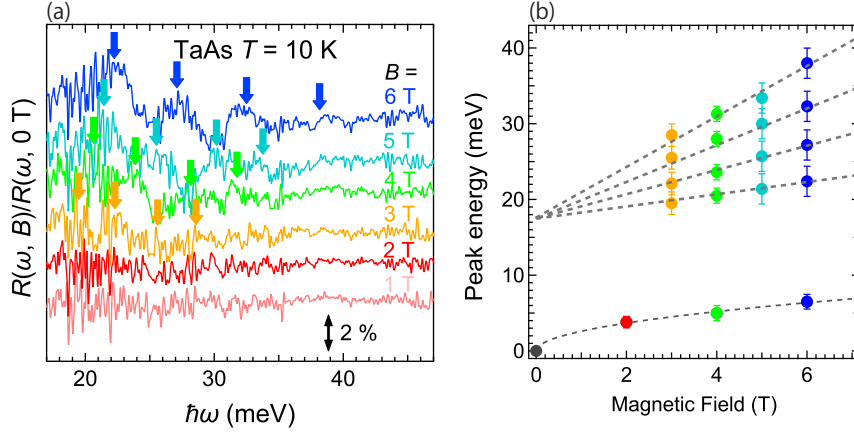 (a)
TaAs T = 10 K
B =
6 T
5 T
4 T
3 T
2 T
1 T
2 %
R(ω, B)/R(ω, 0 T)
20
30
40
ħω (meV)
(b)
40
30
20
10
0
Peak energy (meV)
0
2
4
6
Magnetic Field (T)